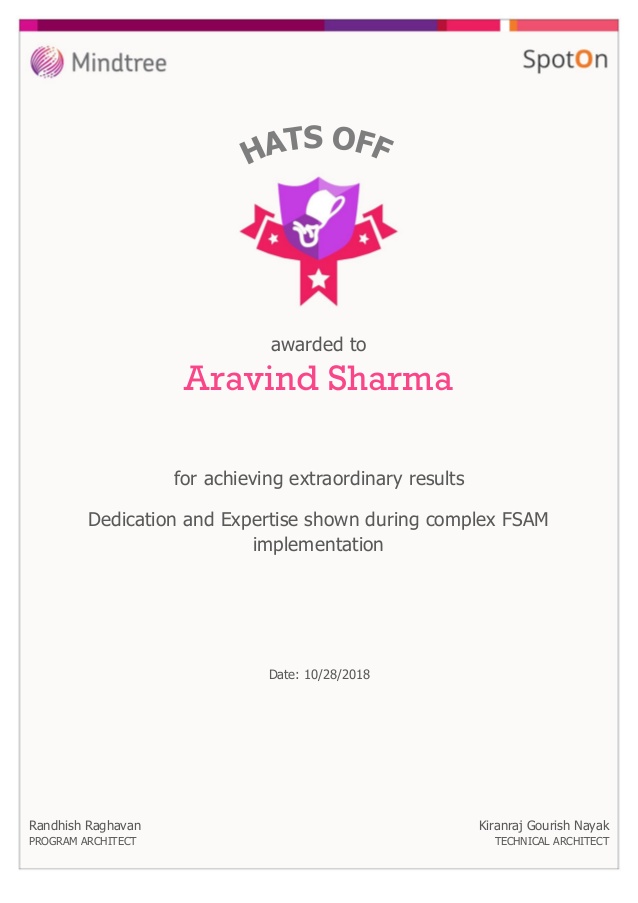 Mindtree
SpotOn
HATS OFF
awarded to
Aravind Sharma
for achieving extraordinary results
Dedication and Expertise shown during complex FSAM
implementation
Date: 10/28/2018
Randhish Raghavan
PROGRAM ARCHITECT
Kiranraj Gourish Nayak
TECHNICAL ARCHITECT